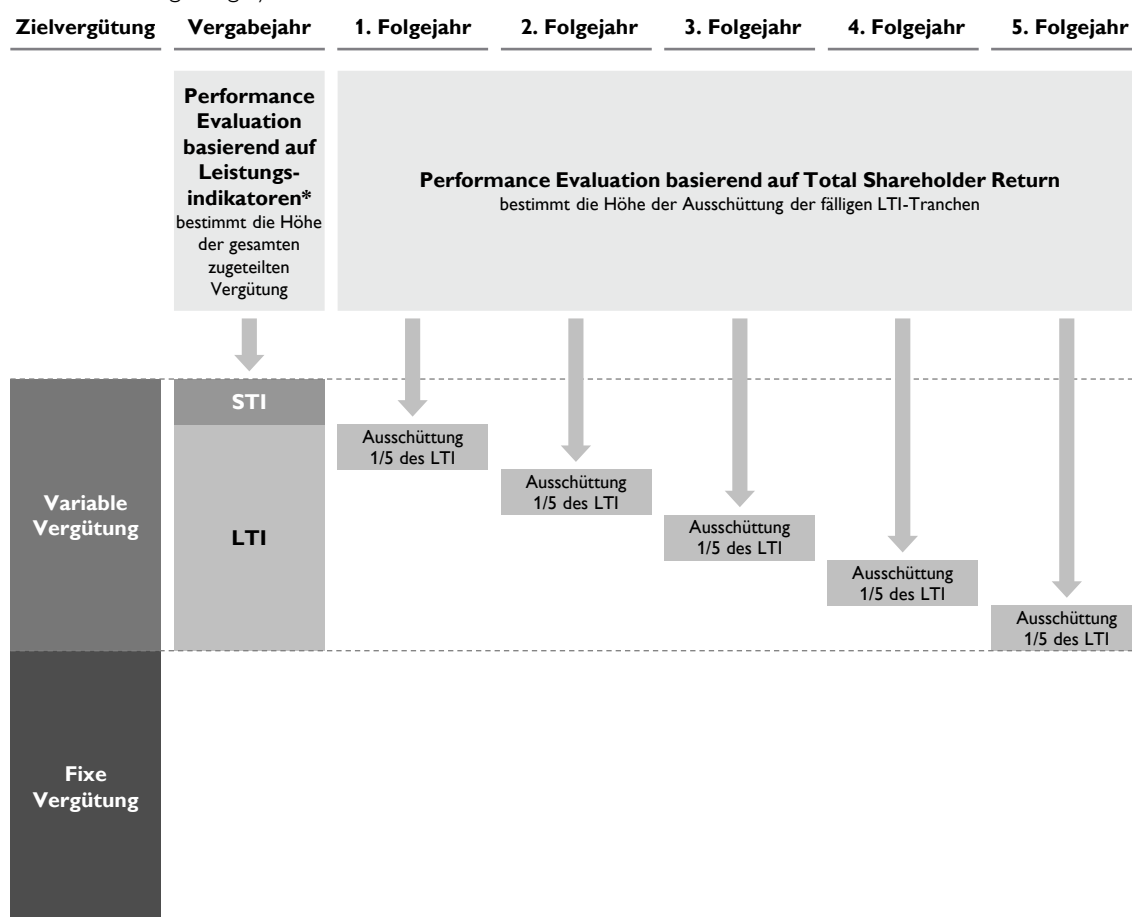 Zielvergütung Vergabejahr 1. Folgejahr 2. Folgejahr 3. Folgejahr 4. Folgejahr 5. Folgejahr
Performance
Evaluation
basierend auf
Leistungs-
indikatoren*
bestimmt die Höhe
der gesamten
zugeteilten
Vergütung
Performance Evaluation basierend auf Total Shareholder Return
bestimmt die Höhe der Ausschüttung der fälligen LTI-Tranchen
Variable
Vergütung
STI
LTI
Ausschüttung
1/5 des LTI
Ausschüttung
1/5 des LTI
Ausschüttung
1/5 des LTI
Ausschüttung
1/5 des LTI
Ausschüttung
1/5 des LTI
Fixe
Vergütung